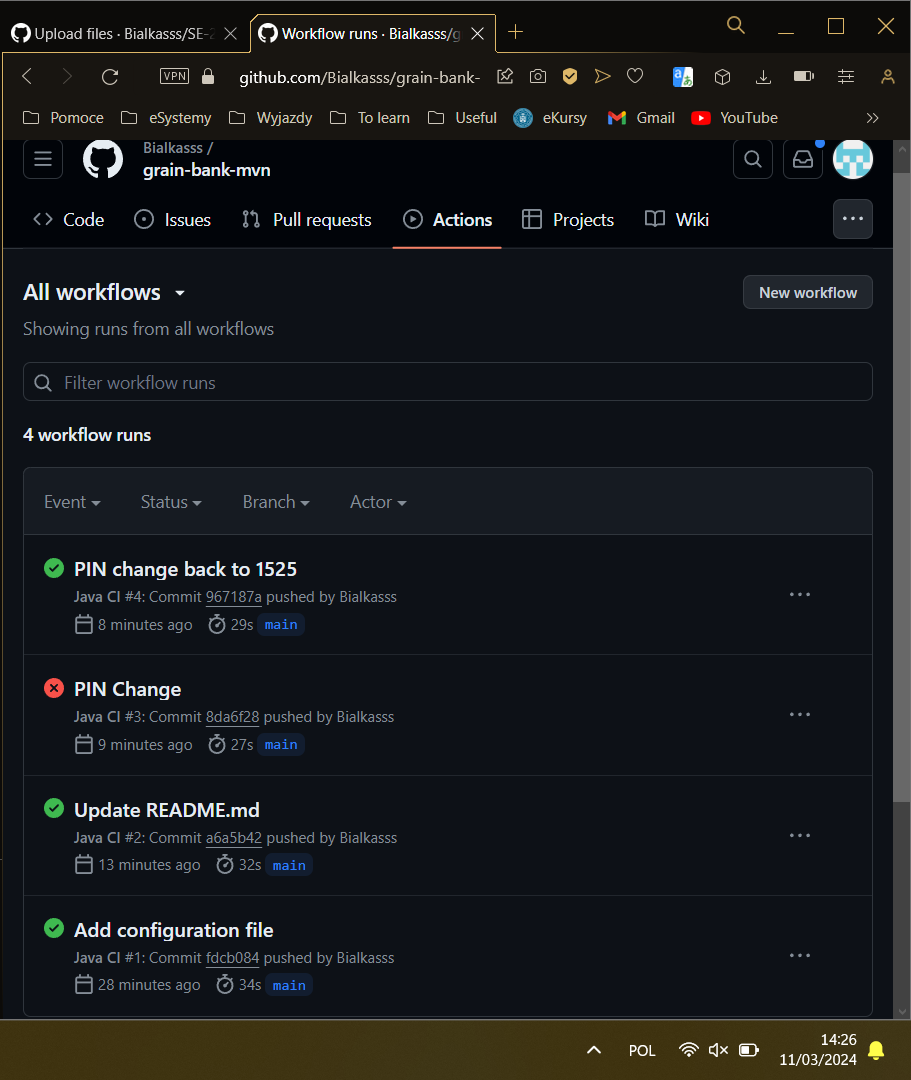 Upload files · Bialkasss/SE-2
Workflow runs · Bialkasss/g
VPN
github.com/Bialkasss/grain-bank-
Pomoce
eSystemy
Wyjazdy
To learn
Useful
eKursy
Gmail
YouTube
Bialkasss /
grain-bank-mvn
Code
Issues
Pull requests
Actions
Projects
Wiki
All workflows
New workflow
Showing runs from all workflows
Filter workflow runs
4 workflow runs
Event
Status
Branch
Actor
PIN change back to 1525
Java CI #4: Commit 967187a pushed by Bialkasss
8 minutes ago 29s main
PIN Change
Java CI #3: Commit 8da6f28 pushed by Bialkasss
9 minutes ago 27s main
Update README.md
Java CI #2: Commit a6a5b42 pushed by Bialkasss
13 minutes ago 32s main
Add configuration file
Java CI #1: Commit fdcb084 pushed by Bialkasss
28 minutes ago 34s main
POL
14:26
11/03/2024